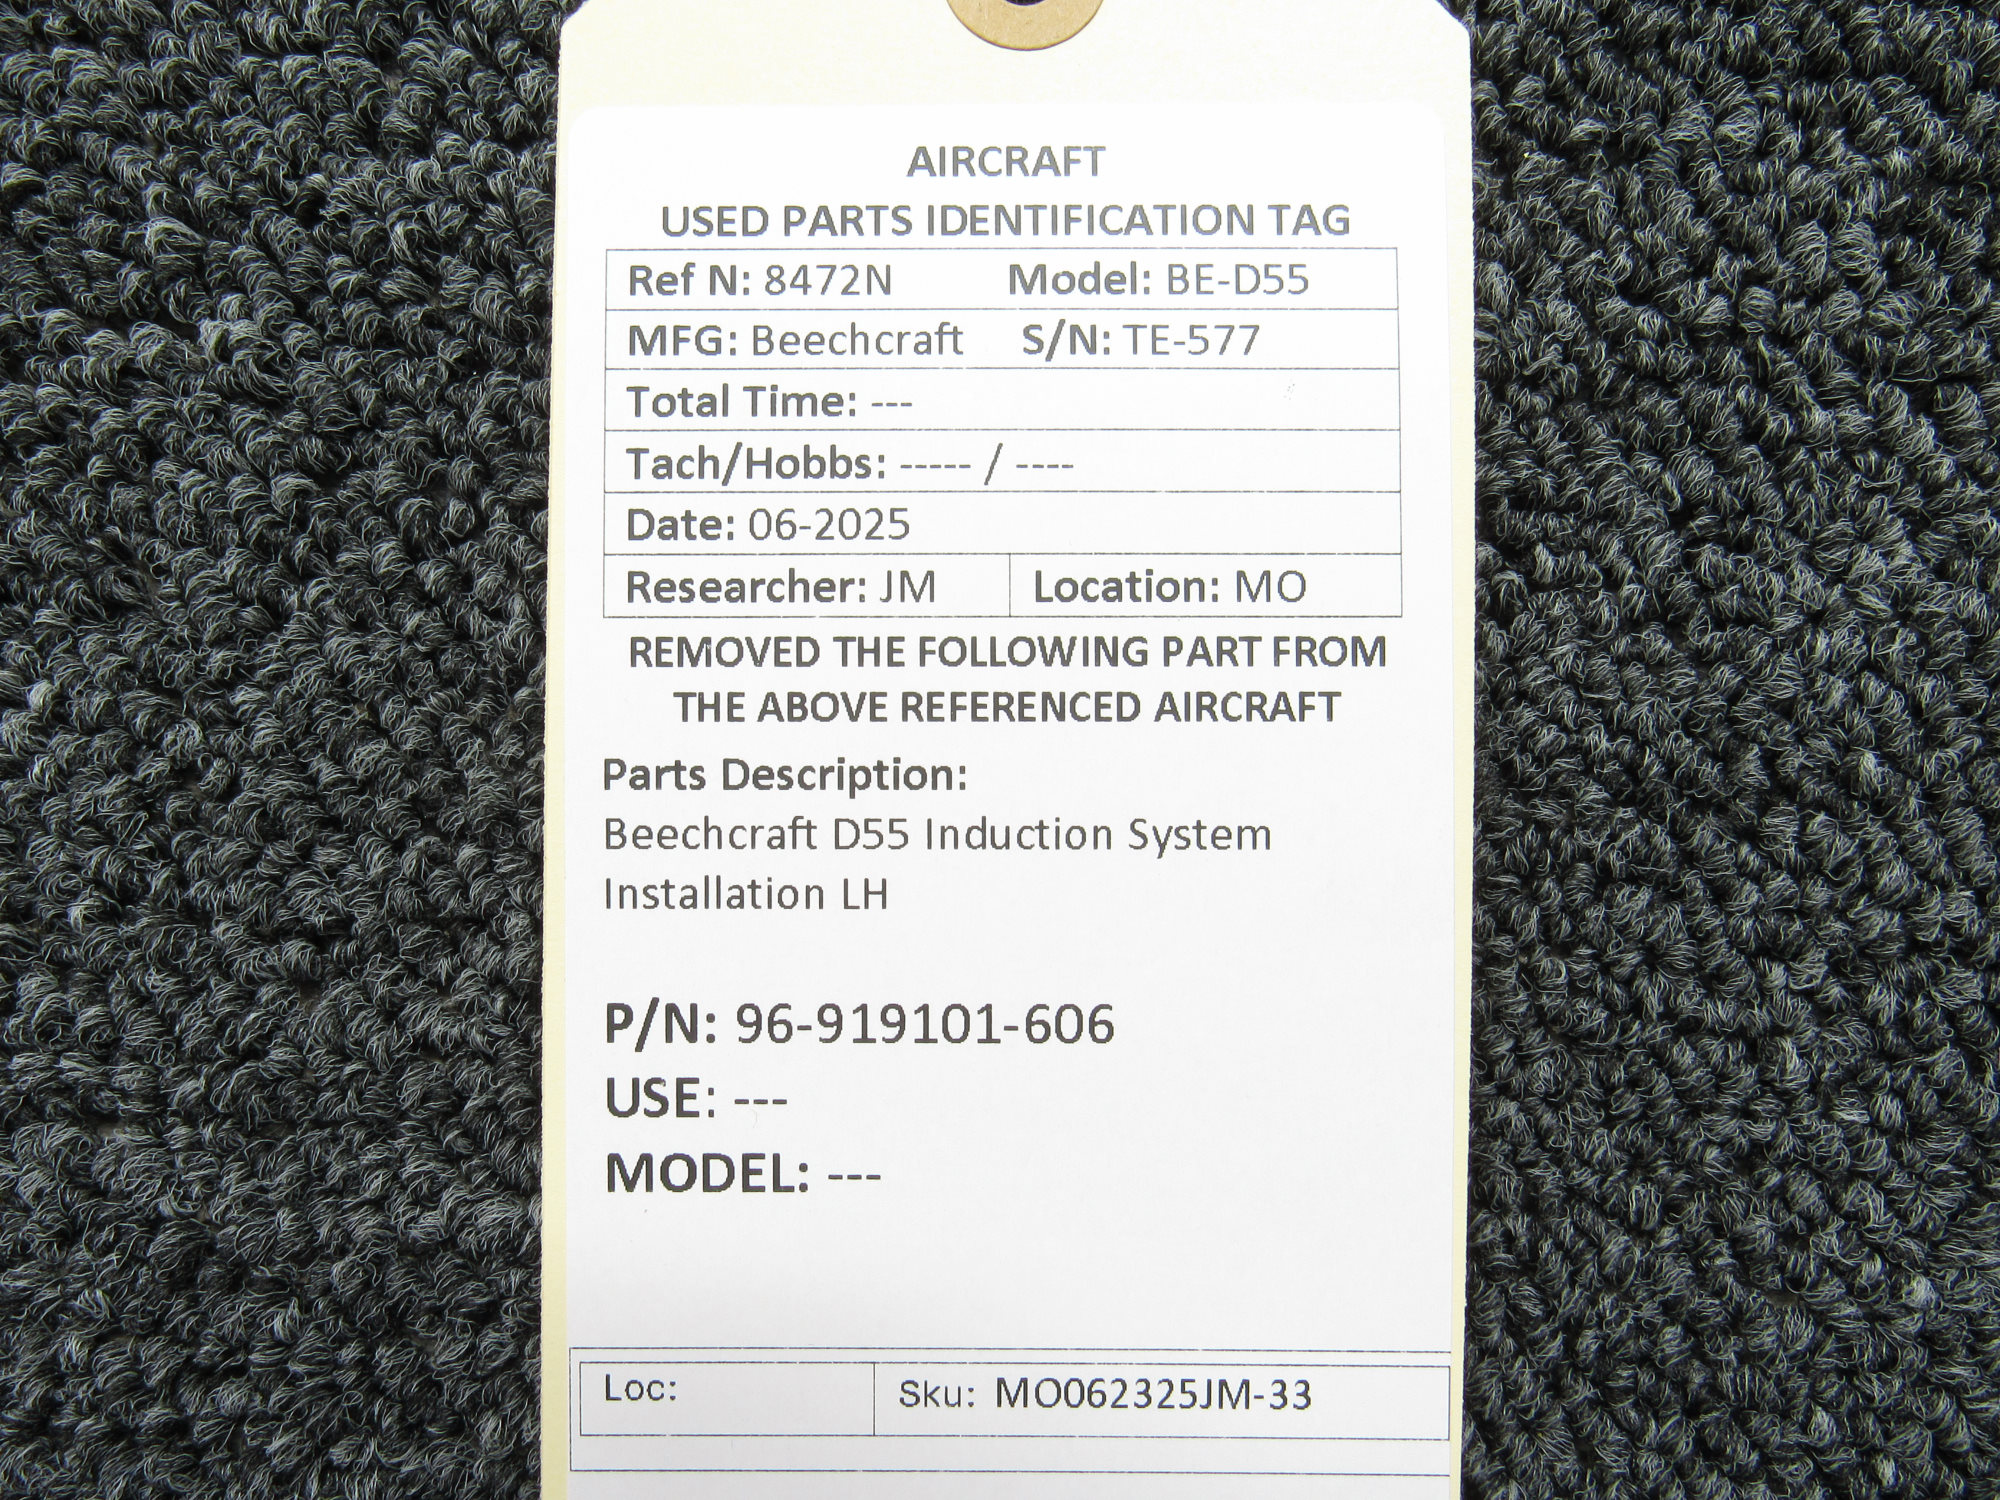 AIRCRAFT
USED PARTS IDENTIFICATION TAG
Ref N: 8472N Model: BE-D55
MFG: Beechcraft S/N: TE-577
Total Time: ---
Tach/Hobbs: ----- / ----
Date: 06-2025
Researcher: JM Location: MO
REMOVED THE FOLLOWING PART FROM
THE ABOVE REFERENCED AIRCRAFT
Parts Description:
Beechcraft D55 Induction System
Installation LH
P/N: 96-919101-606
USE: ---
MODEL: ---
Loc: Sku: MO062325JM-33